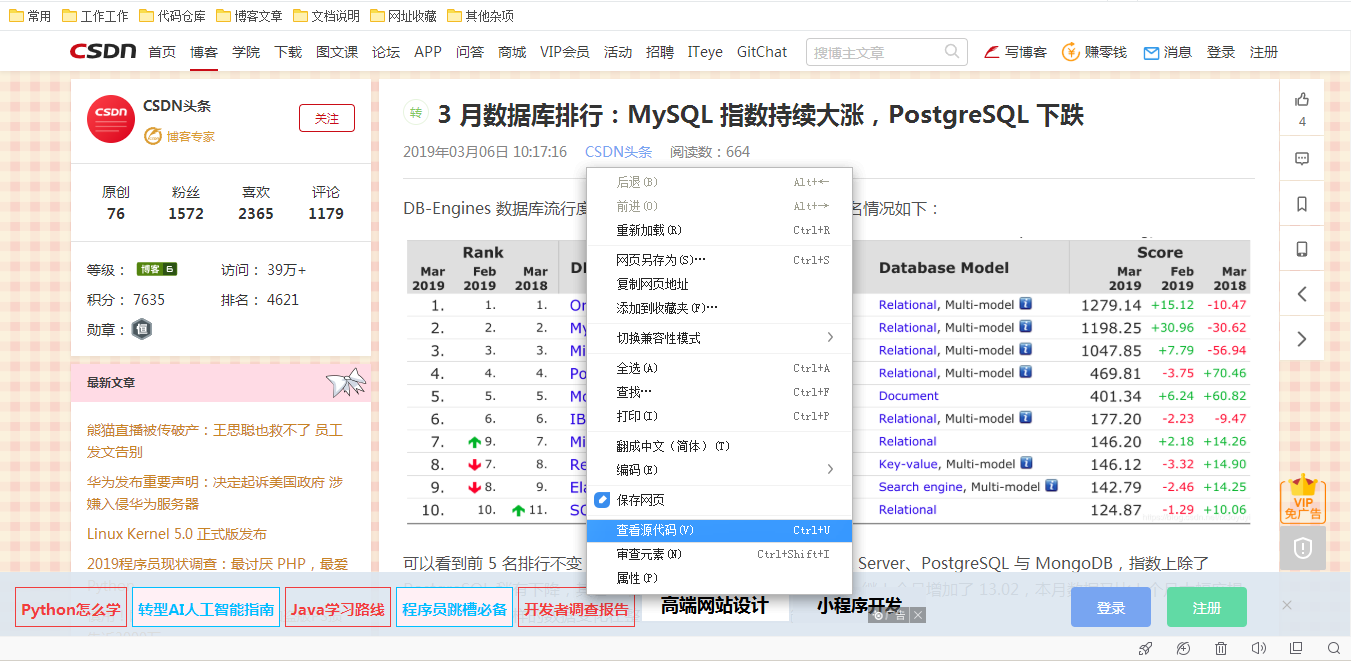 常用 工作工作 代码仓库 博客文章 文档说明 网址收藏 其他杂项
CSDN 首页 博客 学院 下载 图文课 论坛 APP 问答 商城 VIP会员 活动 招聘 ITeye GitChat 搜博主文章 写博客 赚零钱 消息 登录 注册
CSDN
CSDN头条
博客专家
关注
原创 粉丝 喜欢 评论
76 1572 2365 1179
等级： 博客 6 访问： 39万+
积分： 7635 排名： 4621
勋章： 恒
最新文章
熊猫直播被传破产：王思聪也救不了 员工
发文告别
华为发布重要声明：决定起诉美国政府 涉
嫌入侵华为服务器
Linux Kernel 5.0 正式版发布
2019程序员现状调查：最讨厌 PHP，最爱
Python
转 3 月数据库排行：MySQL 指数持续大涨，PostgreSQL 下跌
2019年03月06日 10:17:16 CSDN头条 阅读数：664
DB-Engines 数据库流行度
名情况如下：
Rank Score
Mar Feb Mar Database Model Mar Feb Mar
2019 2019 2018 2019 2019 2018
1. 1. 1. Relational, Multi-model 1279.14 +15.12 -10.47
2. 2. 2. My Relational, Multi-model 1198.25 +30.96 -30.62
3. 3. 3. Mi Relational, Multi-model 1047.85 +7.79 -56.94
4. 4. 4. Po Relational, Multi-model 469.81 -3.75 +70.46
5. 5. 5. Mo Document 401.34 +6.24 +60.82
6. 6. 6. IB Relational, Multi-model 177.20 -2.23 -9.47
7. 9. 7. Mi Relational 146.20 +2.18 +14.26
8. 7. 8. Re Key-value, Multi-model 146.12 -3.32 +14.90
9. 8. 9. Ela Search engine, Multi-model 142.79 -2.46 +14.25
10. 10. 11. SQ Relational 124.87 -1.29 +10.06
可以看到前 5 名排行不变
Server、PostgreSQL 与 MongoDB，指数上除了
后退(B) Alt+←
前进(O) Alt+→
重新加载(R) Ctrl+R
网页另存为(S)… Ctrl+S
复制网页地址
添加到收藏夹(F)…
切换兼容性模式
全选(A) Ctrl+A
查找… Ctrl+F
打印(I) Ctrl+P
翻成中文（简体）(T)
编码(E)
保存网页
查看源代码(V) Ctrl+U
审查元素(N) Ctrl+Shift+I
属性(P)
4
VIP
免广告
Python怎么学 转型AI人工智能指南 Java学习路线 程序员跳槽必备 开发者调查报告 高端网站设计 小程序开发 广告 登录 注册